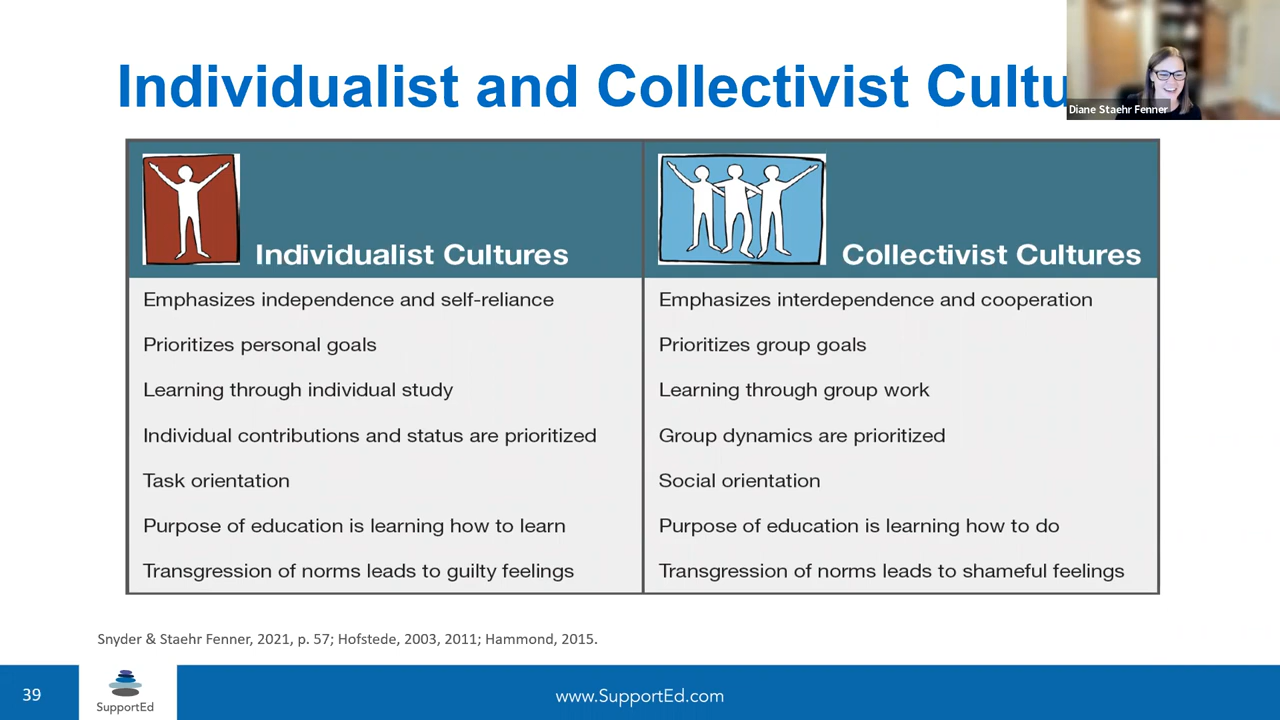 Individualist and Collectivist Cultu
Diane Staehr Fenner
Individualist Cultures
Collectivist Cultures
Emphasizes independence and self-reliance
Emphasizes interdependence and cooperation
Prioritizes personal goals
Prioritizes group goals
Learning through individual study
Learning through group work
Individual contributions and status are prioritized
Group dynamics are prioritized
Task orientation
Social orientation
Purpose of education is learning how to learn
Purpose of education is learning how to do
Transgression of norms leads to guilty feelings
Transgression of norms leads to shameful feelings
Snyder & Staehr Fenner, 2021, p. 57; Hofstede, 2003, 2011; Hammond, 2015.
39
SupportEd
www.SupportEd.com